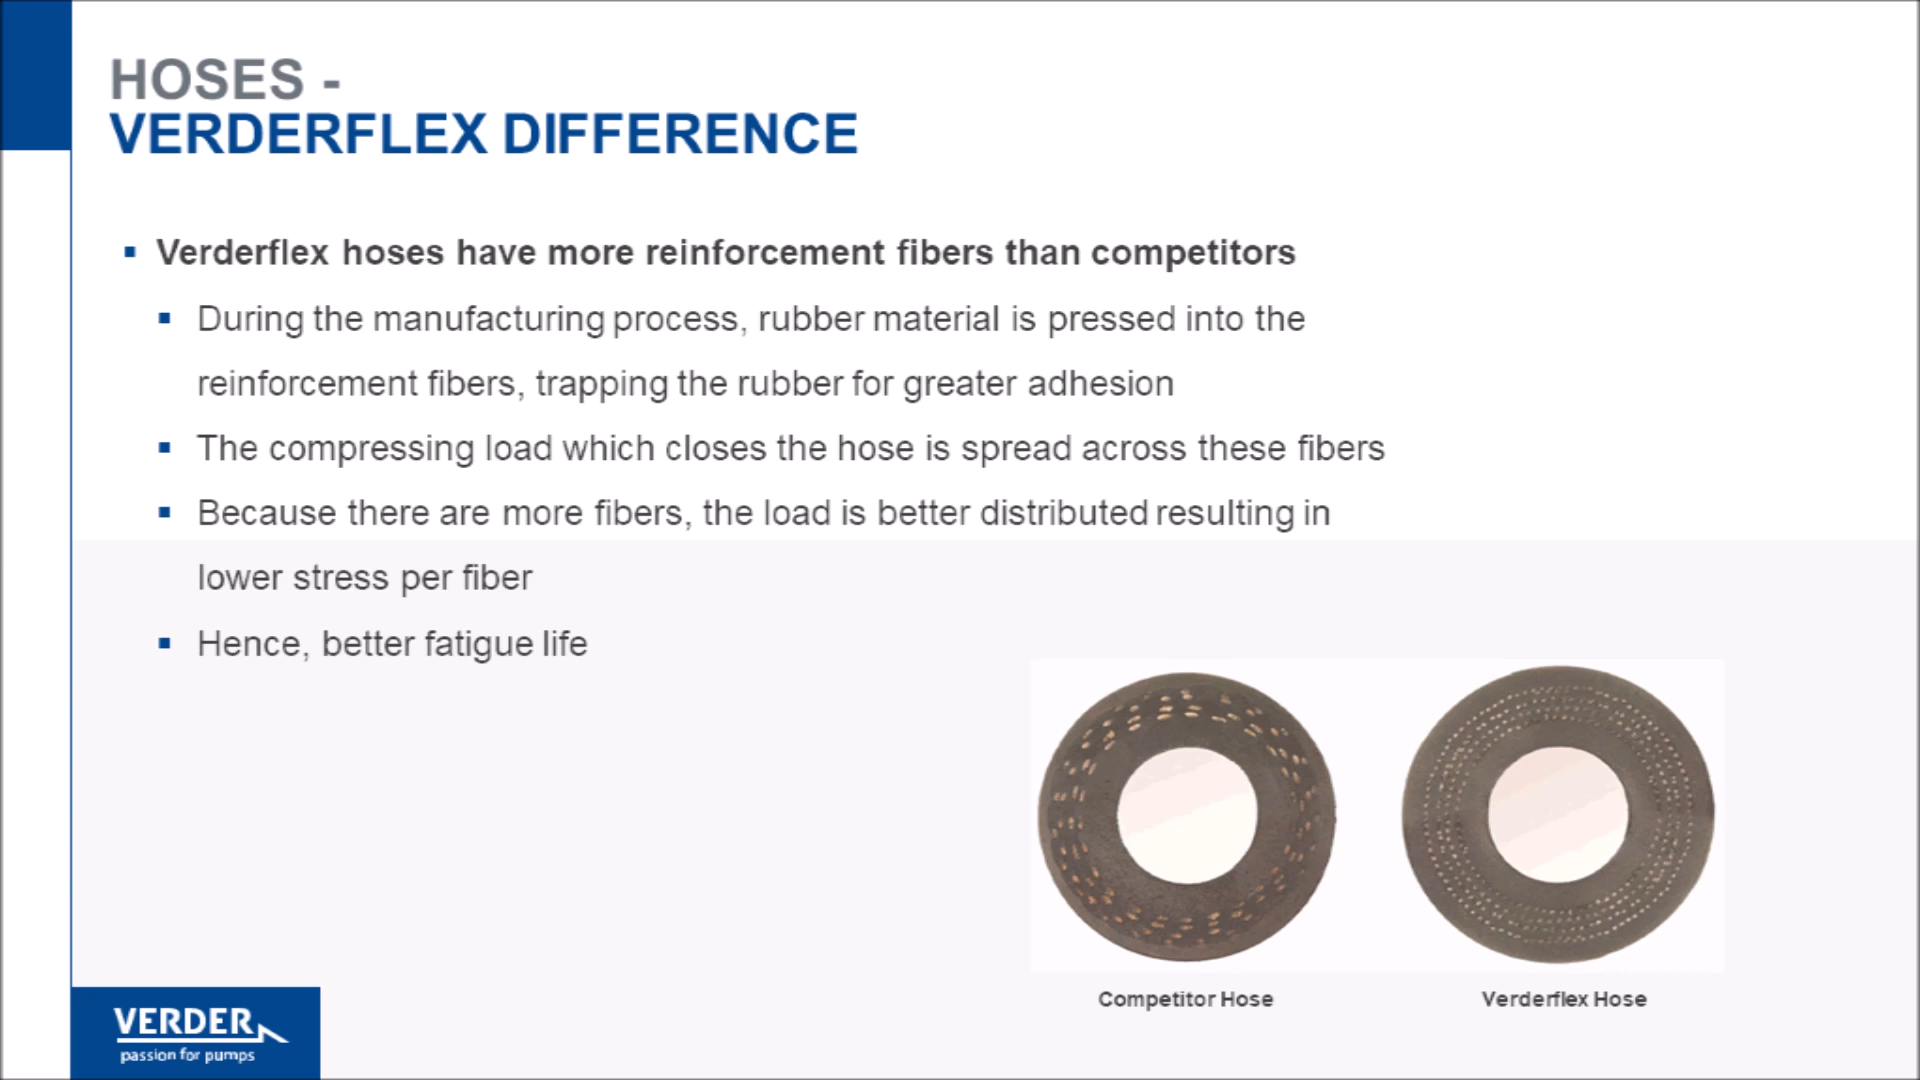 HOSES -
VERDERFLEX DIFFERENCE
Verderflex hoses have more reinforcement fibers than competitors
During the manufacturing process, rubber material is pressed into the
reinforcement fibers, trapping the rubber for greater adhesion
The compressing load which closes the hose is spread across these fibers
Because there are more fibers, the load is better distributed resulting in
lower stress per fiber
Hence, better fatigue life
Competitor Hose
Verderflex Hose
VERDER
passion for pumps